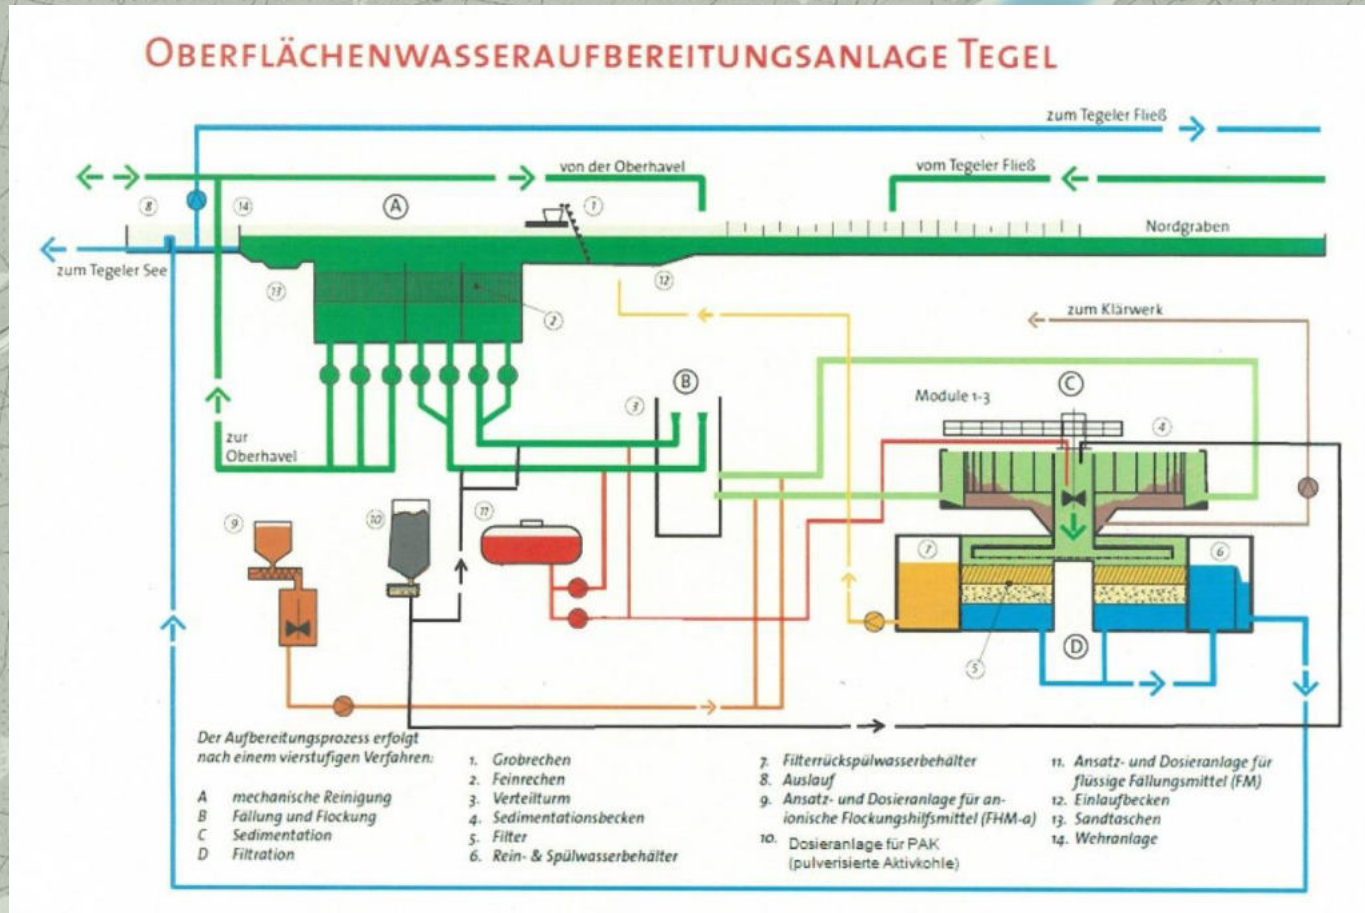 OBERFLÄCHENWASSERAUFBEREITUNGSANLAGE TEGEL
zum Tegeler Fließ
von der Oberhavel
vom Tegeler Fließ
8
14
A
1
Nordgraben
zum Tegeler See
13
12
2
zum Klärwerk
B
C
3
Module 1-3
4
zur
Oberhavel
9
10
11
7
6
D
5
Der Aufbereitungsprozess erfolgt
nach einem vierstufigen Verfahren:
A mechanische Reinigung
B Fällung und Flockung
C Sedimentation
D Filtration
1. Grobrechen
2. Feinrechen
3. Verteilturm
4. Sedimentationsbecken
5. Filter
6. Rein- & Spülwasserbehälter
7. Filterrückspülwasserbehälter
8. Auslauf
9. Ansatz- und Dosieranlage für an-
ionische Flockungshilfsmittel (FHM-a)
10. Dosieranlage für PAK
(pulverisierte Aktivkohle)
11. Ansatz- und Dosieranlage für
flüssige Fällungsmittel (FM)
12. Einlaufbecken
13. Sandtaschen
14. Wehranlage